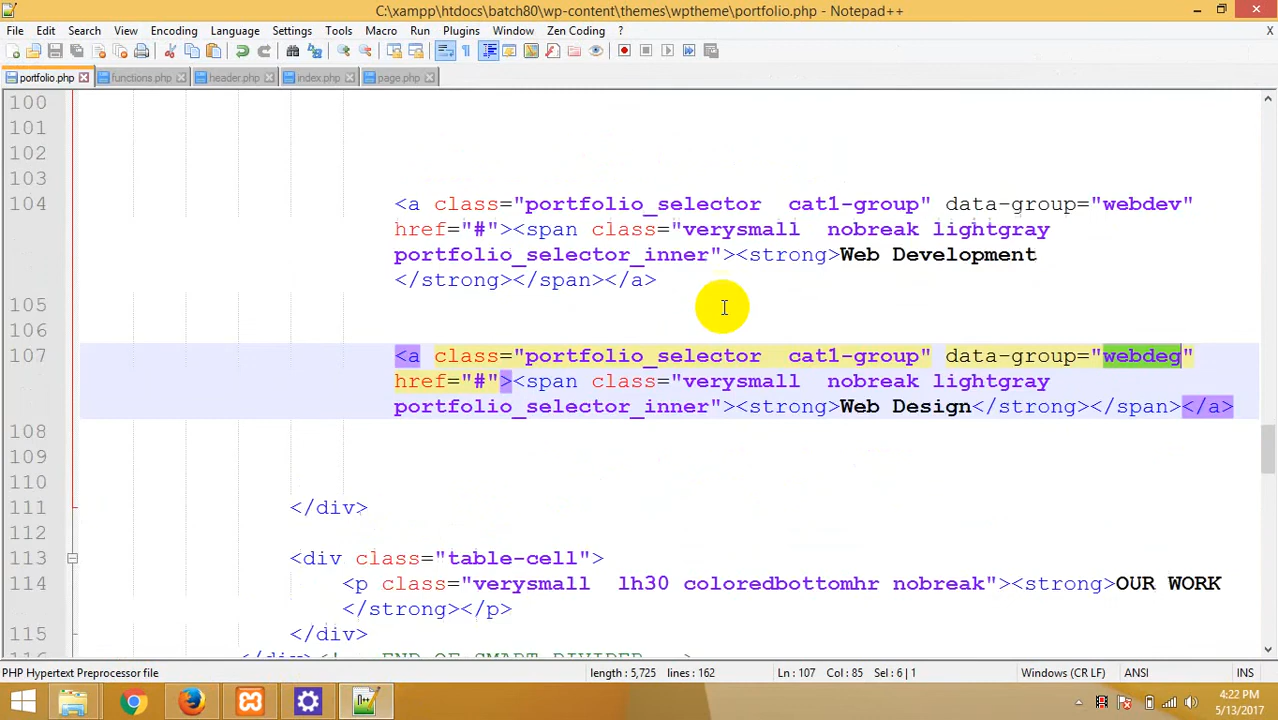 C:\xampp\htdocs\batch80\wp-content\themes\wptheme\portfolio.php - Notepad++
File Edit Search View Encoding Language Settings Tools Macro Run Plugins Window Zen Coding ? X
portfolio.php functions.php header.php index.php page.php
100
101
102
103
104 <a class="portfolio_selector  cat1-group" data-group="webdev"
href="#"><span class="verysmall  nobreak lightgray
portfolio_selector_inner"><strong>Web Development
</strong></span></a>
105
106
107 <a class="portfolio_selector  cat1-group" data-group="webdeg"
href="#"><span class="verysmall  nobreak lightgray
portfolio_selector_inner"><strong>Web Design</strong></span></a>
108
109
110
111 </div>
112
113 <div class="table-cell">
114 <p class="verysmall  lh30 coloredbottomhr nobreak"><strong>OUR WORK
</strong></p>
115 </div>
116 </div><!-- END OF SMART DIVIDER -->
PHP Hypertext Preprocessor file length : 5,725 lines : 162 Ln : 107 Col : 85 Sel : 6 | 1 Windows (CR LF) ANSI INS
4:22 PM
5/13/2017